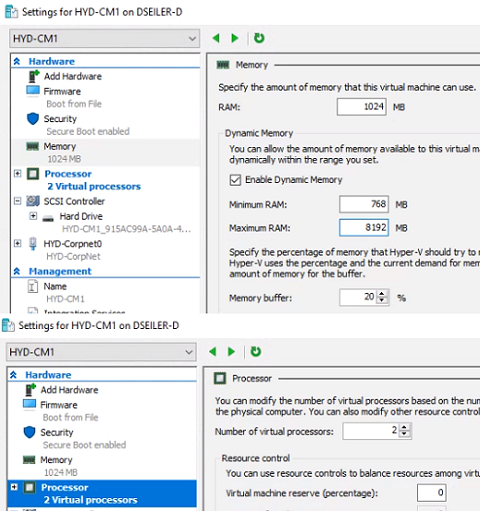 Settings for HYD-CM1 on DSEILER-D
HYD-CM1
Hardware
Add Hardware
Firmware
Boot from File
Security
Secure Boot enabled
Memory
1024 MB
Processor
2 Virtual processors
SCSI Controller
Hard Drive
HYD-CM1_915AC99A-5A0A-4...
HYD-Corpnet0
HYD-CorpNet
Management
Name
HYD-CM1
Integration Services
Memory
Specify the amount of memory that this virtual machine can use.
RAM: 1024 MB
Dynamic Memory
You can allow the amount of memory available to this virtual m
dynamically within the range you set.
Enable Dynamic Memory
Minimum RAM: 768 MB
Maximum RAM: 8192 MB
Specify the percentage of memory that Hyper-V should try to
Hyper-V uses the percentage and the current demand for mem
amount of memory for the buffer.
Memory buffer: 20 %
Settings for HYD-CM1 on DSEILER-D
HYD-CM1
Hardware
Add Hardware
Firmware
Boot from File
Security
Secure Boot enabled
Memory
1024 MB
Processor
2 Virtual processors
Processor
You can modify the number of virtual processors based on the num
the physical computer. You can also modify other resource control
Number of virtual processors: 2
Resource control
You can use resource controls to balance resources among virtu
Virtual machine reserve (percentage): 0